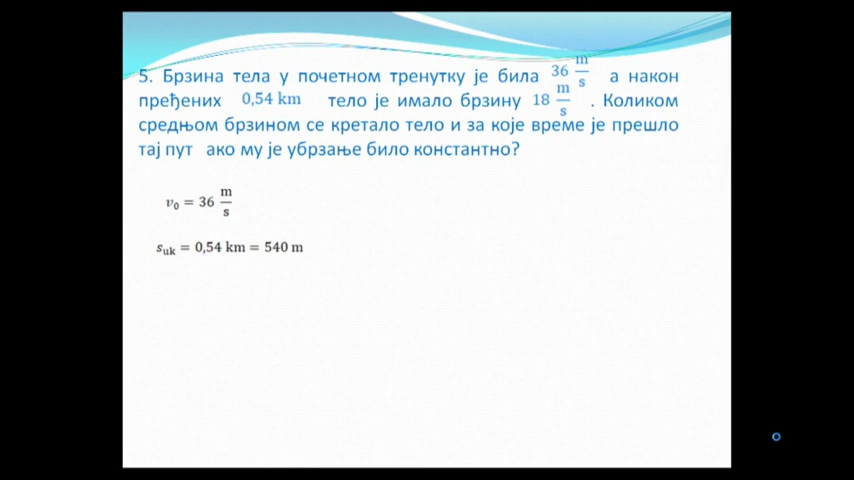 5. Брзина тела у почетном тренутку је била 36 m/s а након
пређених 0,54 km тело је имало брзину 18 m/s . Коликом
средњом брзином се кретало тело и за које време је прешло
тај пут ако му је убрзање било константно?
v₀ = 36 m/s
s_uk = 0,54 km = 540 m